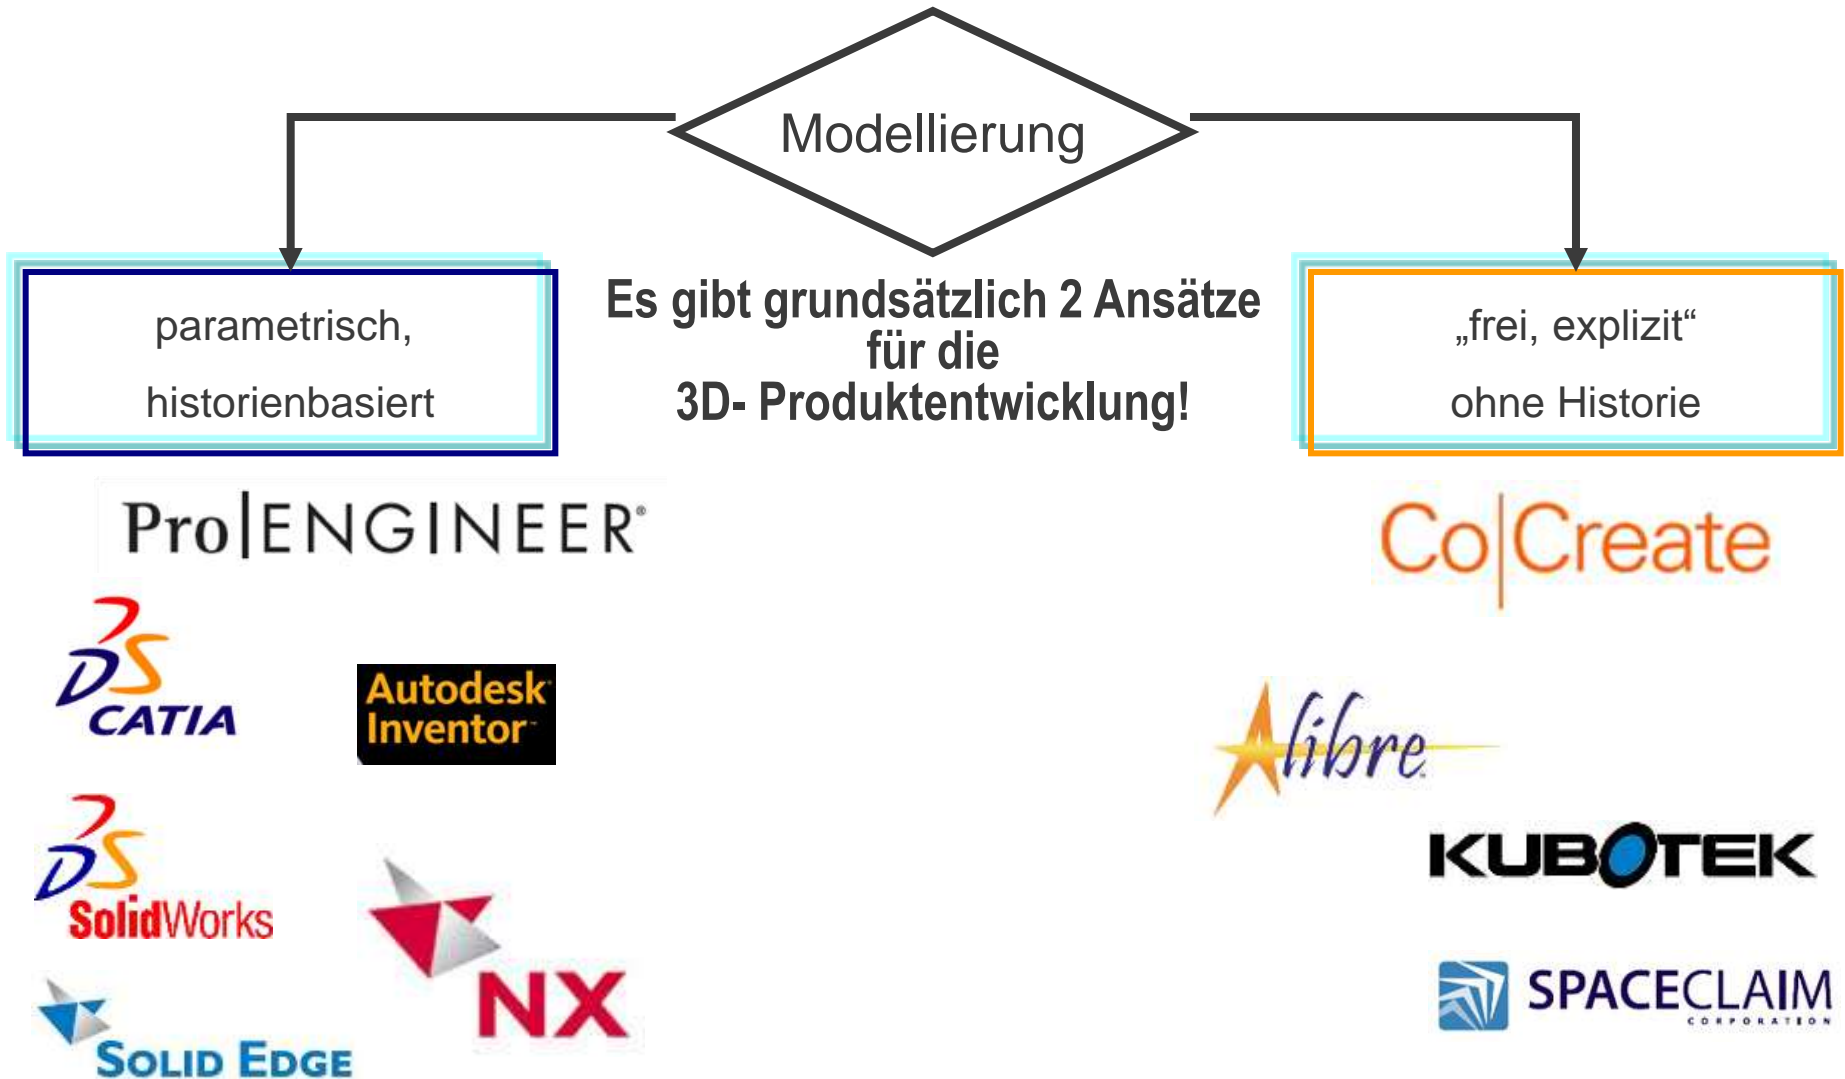 Modellierung
parametrisch,
historienbasiert
Es gibt grundsätzlich 2 Ansätze
für die
3D- Produktentwicklung!
„frei, explizit“
ohne Historie
Pro|ENGINEER®
CATIA
Autodesk
Inventor™
SolidWorks
NX
SOLID EDGE
Co|Create
Alibre
KUBOTEK
SPACECLAIM
CORPORATION